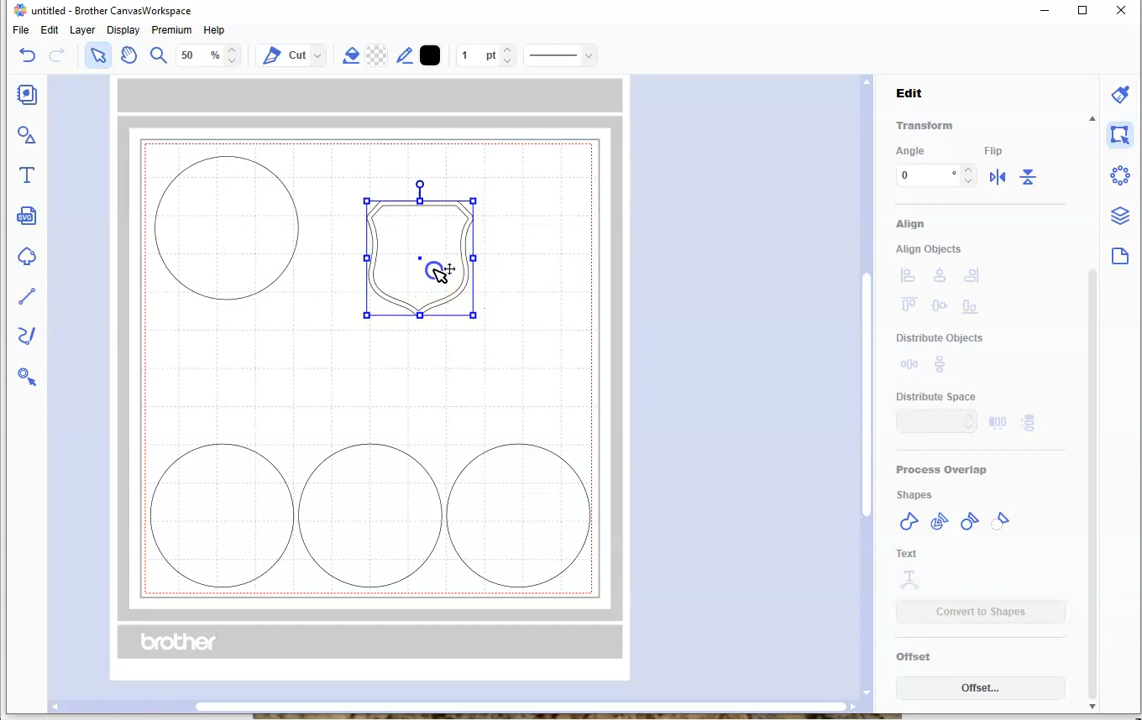 untitled - Brother CanvasWorkspace
File Edit Layer Display Premium Help
50 % Cut 1 pt
SVG
brother
Edit
Transform
Angle Flip
0 °
Align
Align Objects
Distribute Objects
Distribute Space
Process Overlap
Shapes
Text
Convert to Shapes
Offset
Offset...